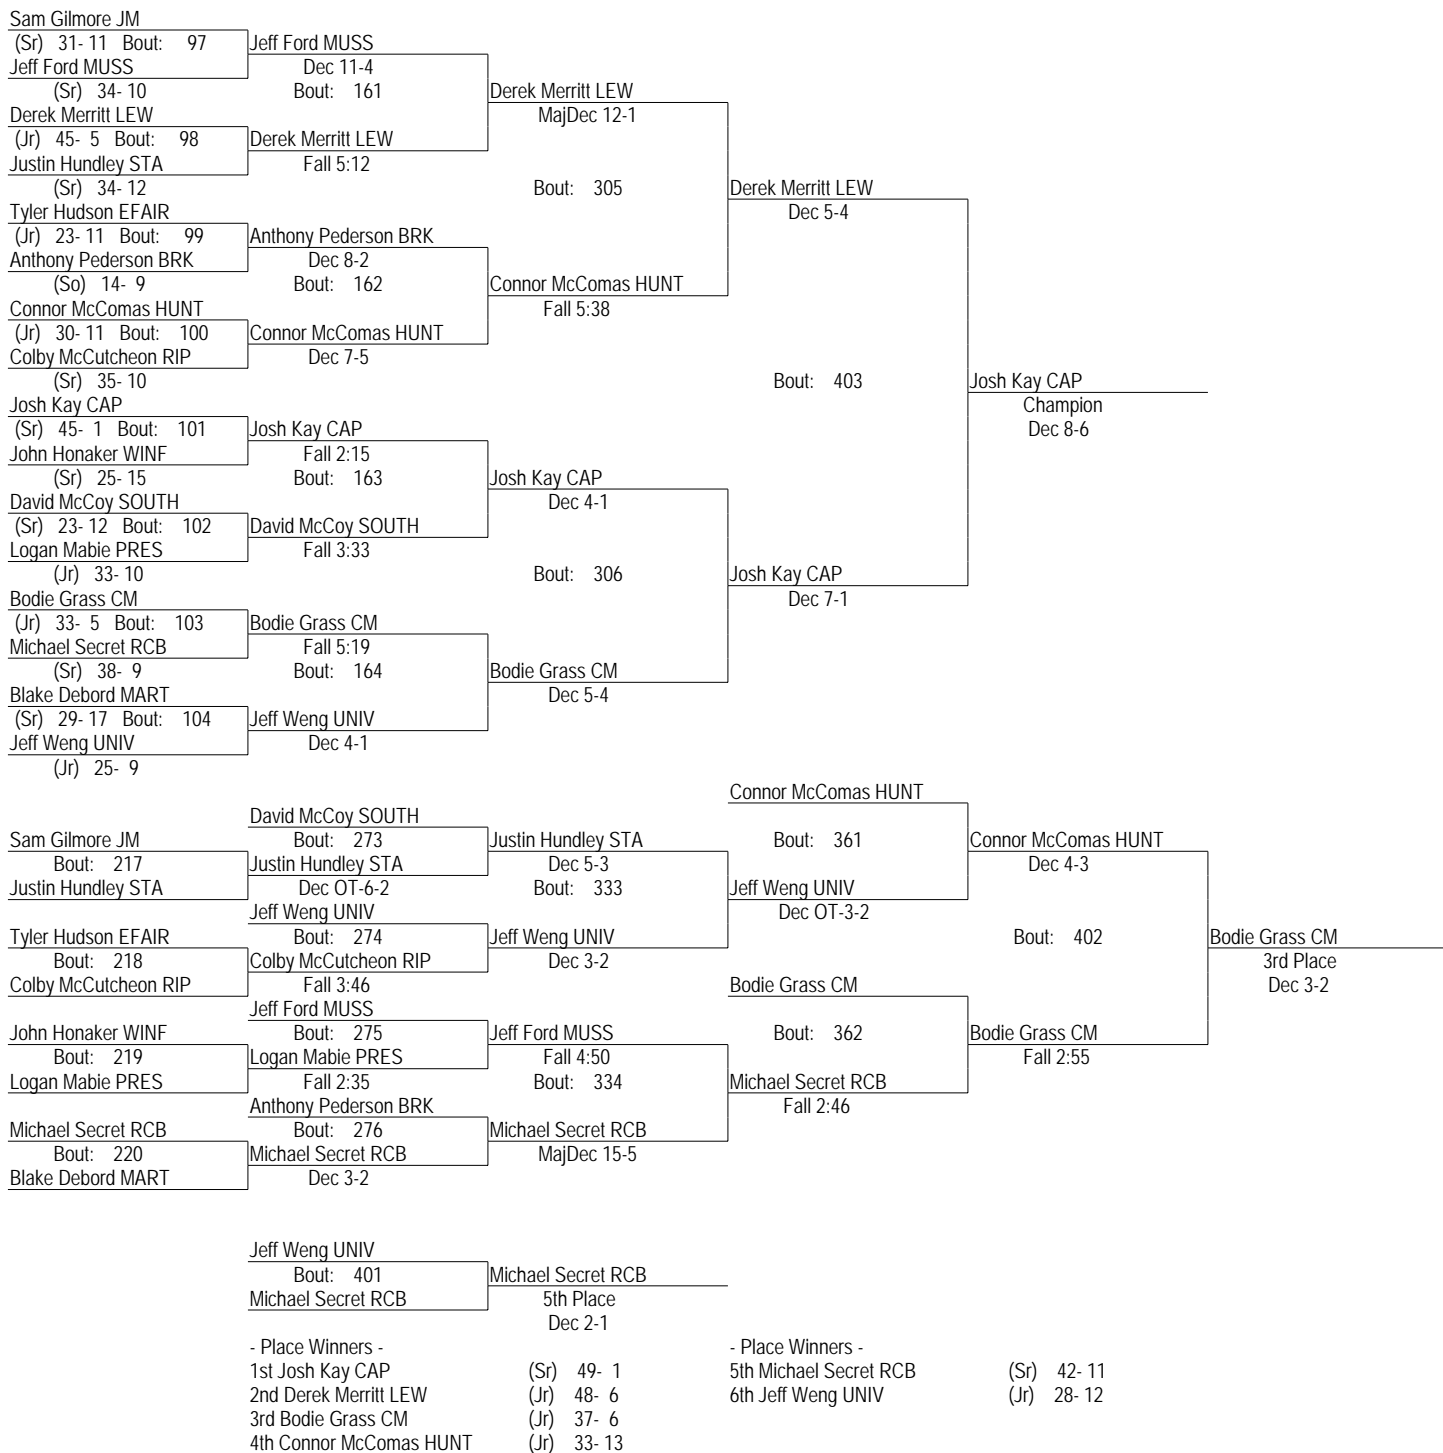 Sam Gilmore JM
(Sr) 31- 11 Bout: 97 Jeff Ford MUSS
Jeff Ford MUSS Dec 11-4
(Sr) 34- 10 Bout: 161 Derek Merritt LEW
Derek Merritt LEW MajDec 12-1
(Jr) 45- 5 Bout: 98 Derek Merritt LEW
Justin Hundley STA Fall 5:12
(Sr) 34- 12 Bout: 305 Derek Merritt LEW
Tyler Hudson EFAIR Dec 5-4
(Jr) 23- 11 Bout: 99 Anthony Pederson BRK
Anthony Pederson BRK Dec 8-2
(So) 14- 9 Bout: 162 Connor McComas HUNT
Connor McComas HUNT Fall 5:38
(Jr) 30- 11 Bout: 100 Connor McComas HUNT
Colby McCutcheon RIP Dec 7-5
(Sr) 35- 10 Bout: 403 Josh Kay CAP
Josh Kay CAP Champion
(Sr) 45- 1 Bout: 101 Josh Kay CAP Dec 8-6
John Honaker WINF Fall 2:15
(Sr) 25- 15 Bout: 163 Josh Kay CAP
David McCoy SOUTH Dec 4-1
(Sr) 23- 12 Bout: 102 David McCoy SOUTH
Logan Mabie PRES Fall 3:33
(Jr) 33- 10 Bout: 306 Josh Kay CAP
Bodie Grass CM Dec 7-1
(Jr) 33- 5 Bout: 103 Bodie Grass CM
Michael Secret RCB Fall 5:19
(Sr) 38- 9 Bout: 164 Bodie Grass CM
Blake Debord MART Dec 5-4
(Sr) 29- 17 Bout: 104 Jeff Weng UNIV
Jeff Weng UNIV Dec 4-1
(Jr) 25- 9
Connor McComas HUNT
David McCoy SOUTH
Sam Gilmore JM Bout: 273 Justin Hundley STA Bout: 361 Connor McComas HUNT
Bout: 217 Justin Hundley STA Dec 5-3 Dec 4-3
Justin Hundley STA Dec OT-6-2 Bout: 333 Jeff Weng UNIV
Jeff Weng UNIV Dec OT-3-2
Tyler Hudson EFAIR Bout: 274 Jeff Weng UNIV Bout: 402 Bodie Grass CM
Bout: 218 Colby McCutcheon RIP Dec 3-2 3rd Place
Colby McCutcheon RIP Fall 3:46 Bodie Grass CM Dec 3-2
Jeff Ford MUSS
John Honaker WINF Bout: 275 Jeff Ford MUSS Bout: 362 Bodie Grass CM
Bout: 219 Logan Mabie PRES Fall 4:50 Fall 2:55
Logan Mabie PRES Fall 2:35 Bout: 334 Michael Secret RCB
Anthony Pederson BRK Fall 2:46
Michael Secret RCB Bout: 276 Michael Secret RCB
Bout: 220 Michael Secret RCB MajDec 15-5
Blake Debord MART Dec 3-2
Jeff Weng UNIV
Bout: 401 Michael Secret RCB
Michael Secret RCB 5th Place
Dec 2-1
- Place Winners - - Place Winners -
1st Josh Kay CAP (Sr) 49- 1 5th Michael Secret RCB (Sr) 42- 11
2nd Derek Merritt LEW (Jr) 48- 6 6th Jeff Weng UNIV (Jr) 28- 12
3rd Bodie Grass CM (Jr) 37- 6
4th Connor McComas HUNT (Jr) 33- 13